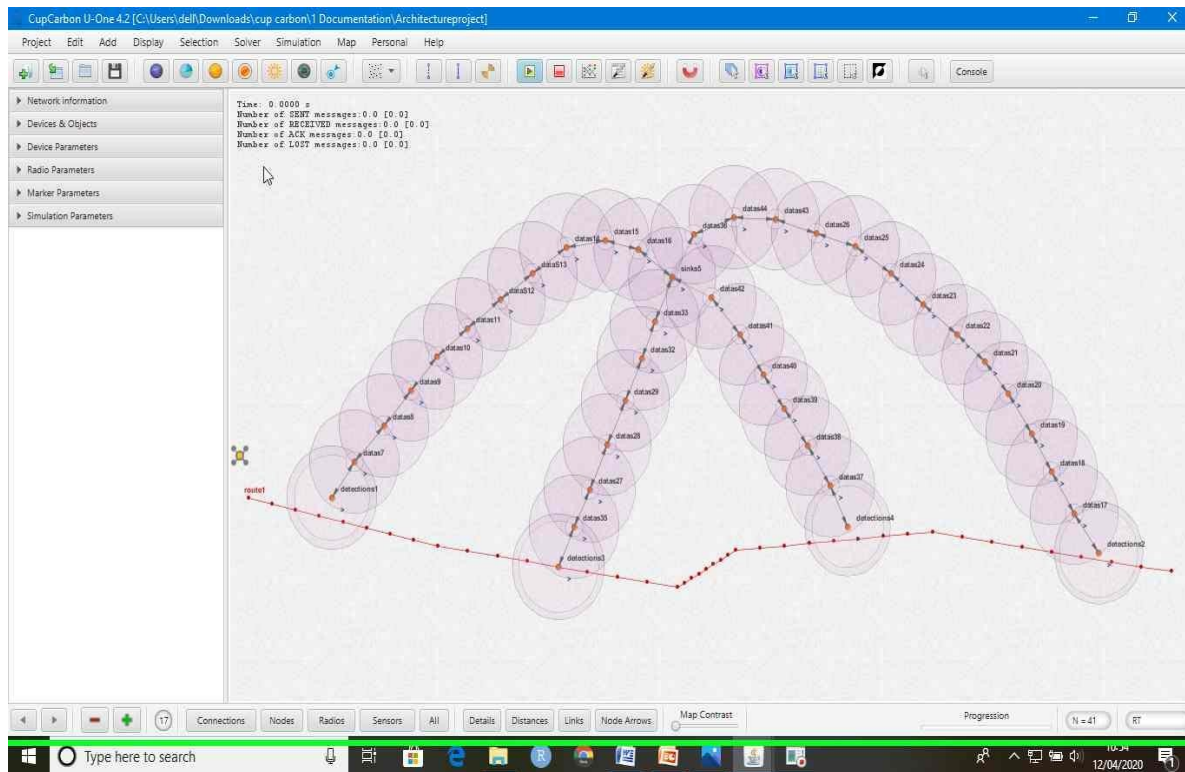 CupCarbon U-One 4.2 [C:\Users\dell\Downloads\cup carbon\1 Documentation\Architectureproject]
Project Edit Add Display Selection Solver Simulation Map Personal Help
Console
Network information
Devices & Objects
Device Parameters
Radio Parameters
Marker Parameters
Simulation Parameters
Time: 0.0000 s
Number of SENT messages:0.0 [0.0]
Number of RECEIVED messages:0.0 [0.0]
Number of ACK messages:0.0 [0.0]
Number of LOST messages:0.0 [0.0]
datas44
datas43
datas36
datas26
datas15
datas14
datas16
datas25
dataS13
sinks5
datas24
dataS12
datas42
datas23
datas11
datas33
datas41
datas22
datas10
datas32
datas21
datas40
datas9
datas29
datas20
datas39
datas8
datas28
datas38
datas19
datas7
datas18
datas27
datas37
route1
detections1
datas17
datas35
detections4
detections3
detections2
17
Connections Nodes Radios Sensors All Details Distances Links Node Arrows Map Contrast Progression N = 41 RT
Type here to search
10:54
12/04/2020